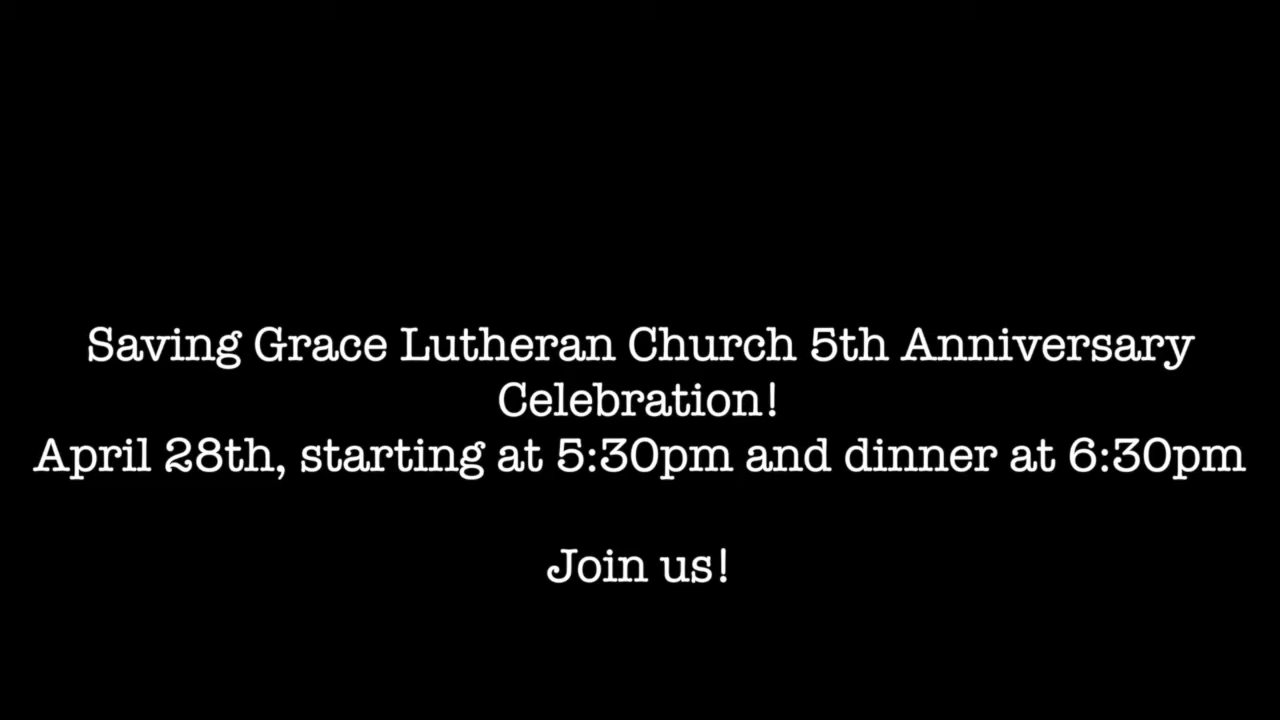 Saving Grace Lutheran Church 5th Anniversary
Celebration!
April 28th, starting at 5:30pm and dinner at 6:30pm
Join us!